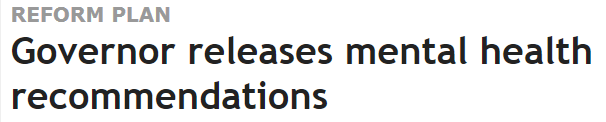 REFORM PLAN
Governor releases mental health
recommendations